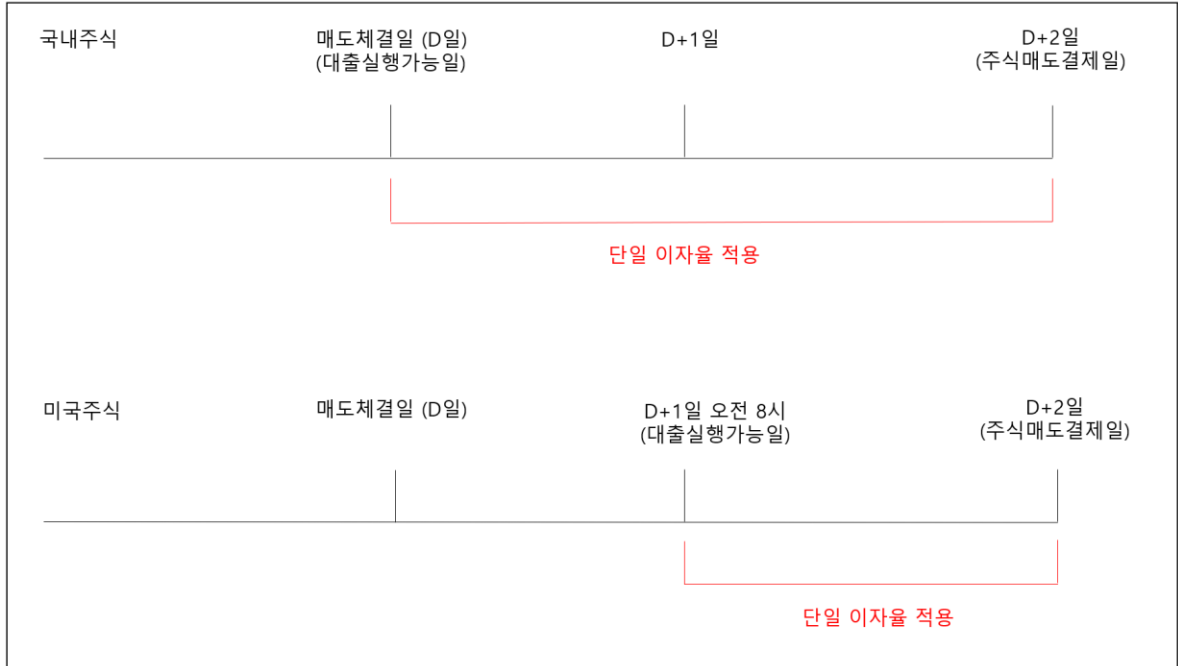 국내주식
매도체결일 (D일)
(대출실행가능일)
D+1일
D+2일
(주식매도결제일)
단일 이자율 적용
미국주식
매도체결일 (D일)
D+1일 오전 8시
(대출실행가능일)
D+2일
(주식매도결제일)
단일 이자율 적용